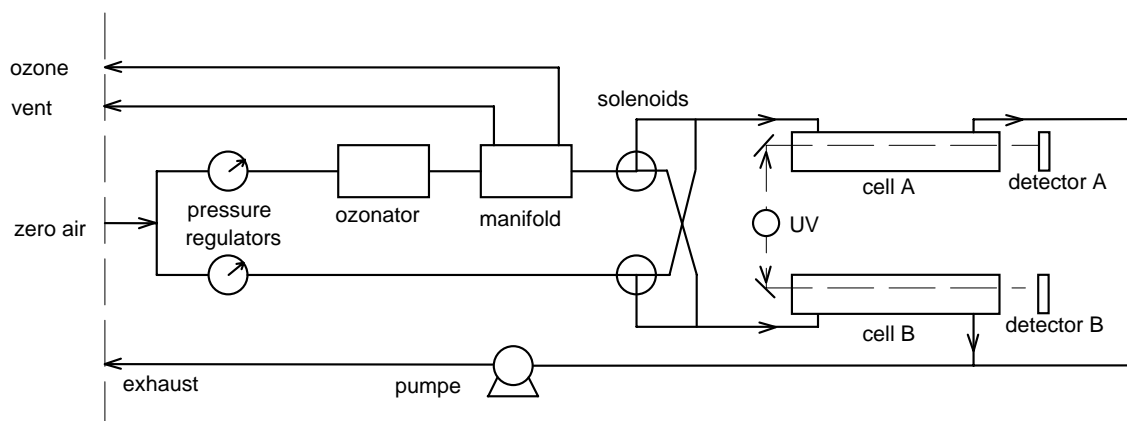 ozone
vent
solenoids
cell A
detector A
ozonator
manifold
pressure
regulators
zero air
UV
cell B
detector B
exhaust
pumpe